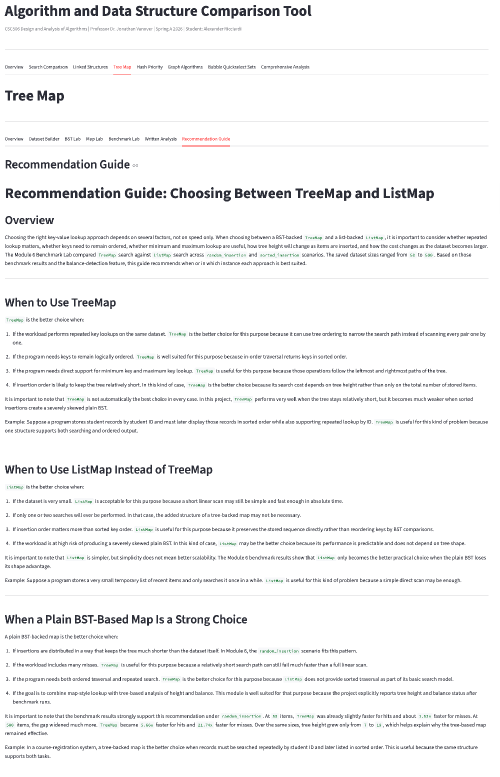 Algorithm and Data Structure Comparison Tool
CSC506 Design and Analysis of Algorithms | Professor Dr. Jonathan Vanover | Spring A 2026 | Student: Alexander Ricciardi
Overview Search Comparison Linked Structures Tree Map Hash Priority Graph Algorithms Bubble Quickselect Sets Comprehensive Analysis
Tree Map
Overview Dataset Builder BST Lab Map Lab Benchmark Lab Written Analysis Recommendation Guide
Recommendation Guide
Recommendation Guide: Choosing Between TreeMap and ListMap
Overview
Choosing the right key-value lookup approach depends on several factors, not on speed only. When choosing between a BST-backed TreeMap and a list-backed ListMap, it is important to consider whether repeated
lookup matters, whether keys need to remain ordered, whether minimum and maximum lookup are useful, how tree height will change as items are inserted, and how the cost changes as the dataset becomes larger.
The Module 6 Benchmark Lab compared TreeMap search against ListMap search across random_insertion and sorted_insertion scenarios. The saved dataset sizes ranged from 50 to 500. Based on these
benchmark results and the balance-detection feature, this guide recommends when or in which instance each approach is best suited.
When to Use TreeMap
TreeMap is the better choice when:
1. If the workload performs repeated key lookups on the same dataset. TreeMap is the better choice for this purpose because it can use tree ordering to narrow the search path instead of scanning every pair one by
one.
2. If the program needs keys to remain logically ordered. TreeMap is well suited for this purpose because in order traversal returns keys in sorted order.
3. If the program needs direct support for minimum key and maximum key lookup. TreeMap is useful for this purpose because those operations follow the leftmost and rightmost paths of the tree.
4. If insertion order is likely to keep the tree relatively short. In this kind of case, TreeMap is the better choice because its search cost depends on tree height rather than only on the total number of stored items.
It is important to note that TreeMap is not automatically the best choice in every case. In this project, TreeMap performs very well when the tree stays relatively short, but it becomes much weaker when sorted
insertions create a severely skewed plain BST.
Example: Suppose a program stores student records by student ID and must later display those records in sorted order while also supporting repeated lookup by ID. TreeMap is useful for this kind of problem because
one structure supports both searching and ordered output.
When to Use ListMap Instead of TreeMap
ListMap is the better choice when:
1. If the dataset is very small. ListMap is acceptable for this purpose because a short linear scan may still be simple and fast enough in absolute time.
2. If only one or two searches will ever be performed. In that case, the added structure of a tree-backed map may not be necessary.
3. If insertion order matters more than sorted key order. ListMap is useful for this purpose because it preserves the stored sequence directly rather than reordering keys by BST comparisons.
4. If the workload is at high risk of producing a severely skewed plain BST. In this kind of case, ListMap may be the better choice because its performance is predictable and does not depend on tree shape.
It is important to note that ListMap is simpler, but simplicity does not mean better scalability. The Module 6 benchmark results show that ListMap only becomes the better practical choice when the plain BST loses
its shape advantage.
Example: Suppose a program stores a very small temporary list of recent items and only searches it once in a while. ListMap is useful for this kind of problem because a simple direct scan may be enough.
When a Plain BST-Based Map Is a Strong Choice
A plain BST-backed map is the better choice when:
1. If insertions are distributed in a way that keeps the tree much shorter than the dataset itself. In Module 6, the random_insertion scenario fits this pattern.
2. If the workload includes many misses. TreeMap is useful for this purpose because a relatively short search path can still fail much faster than a full linear scan.
3. If the program needs both ordered traversal and repeated search. TreeMap is the better choice for this purpose because ListMap does not provide sorted traversal as part of its basic search model.
4. If the goal is to combine map-style lookup with tree-based analysis of height and balance. This module is well suited for that purpose because the project explicitly reports tree height and balance status after
benchmark runs.
It is important to note that the benchmark results strongly support this recommendation under random_insertion. At 50 items, TreeMap was already slightly faster for hits and about faster for misses. At
500 items, the gap widened much more. TreeMap became faster for hits and faster for misses. Over the same sizes, tree height grew only from to, which helps explain why the tree-based map
remained effective.
Example: In a course-registration system, a tree-backed map is the better choice when records must be searched repeatedly by student ID and later listed in sorted order. This is useful because the same structure
supports both tasks.